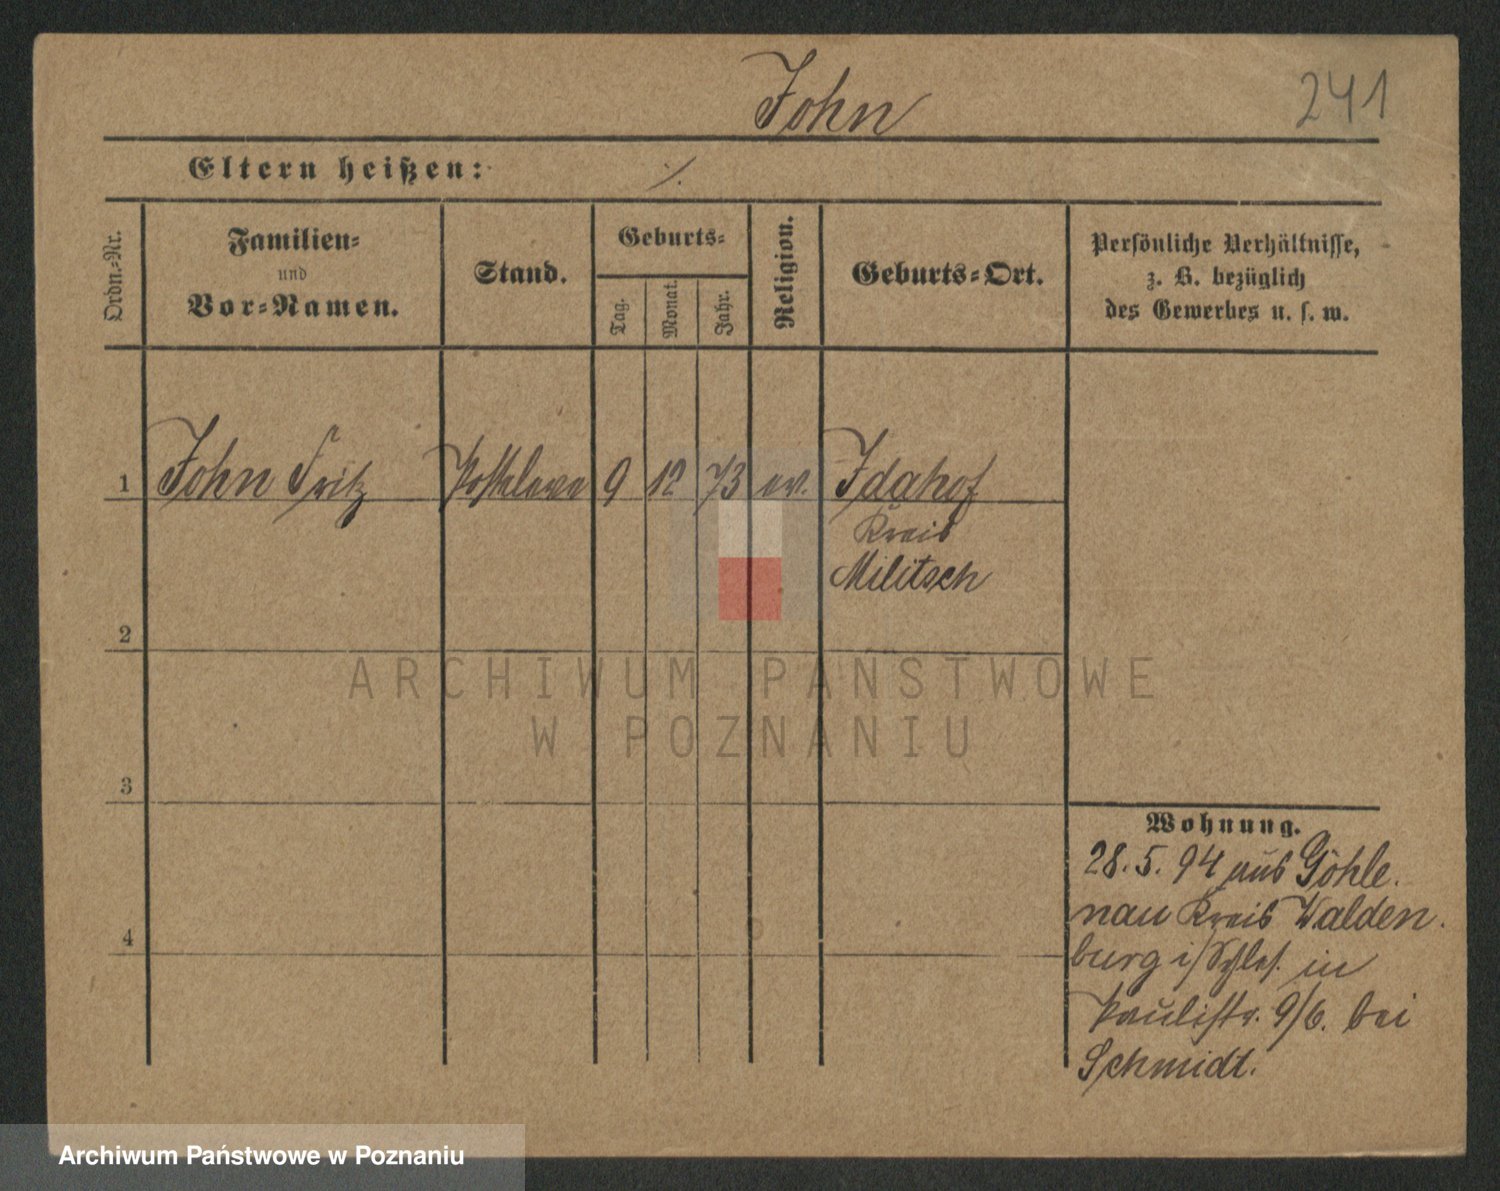 John
241
Eltern heißen: ·/.
Ordn.-Nr.
Familien-
und
Vor-Namen.
Stand.
Geburts-
Tag.
Monat.
Jahr.
Religion.
Geburts-Ort.
Persönliche Verhältnisse,
z. B. bezüglich
des Gewerbes u. s. w.
1 John Fritz Posteleve 9 12 73 ev. Idahof
Kreis
Militsch
2
3
4
Wohnung.
28. 5. 94 aus Göhle.
nau Kreis Walden.
burg i/Schles. in
Paulistr. 9/6. bei
Schmidt.
ARCHIWUM PAŃSTWOWE
W POZNANIU
Archiwum Państwowe w Poznaniu